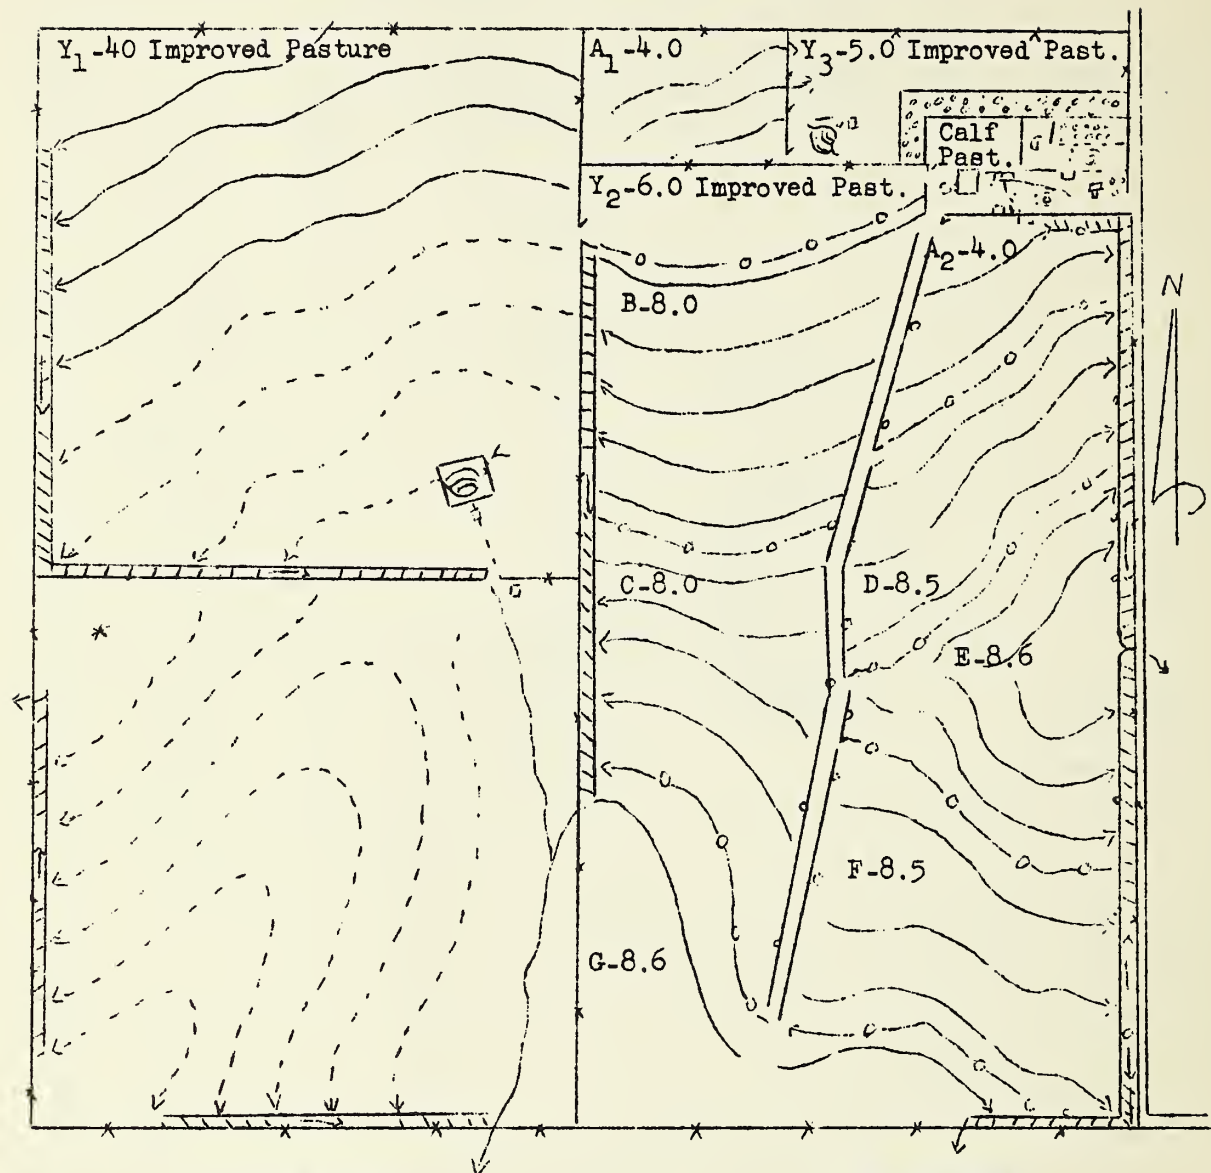 Y₁-40 Improved Pasture
A₁-4.0
Y₃-5.0 Improved Past.
Calf
Past.
Y₂-6.0 Improved Past.
A₂-4.0
B-8.0
N
C-8.0
D-8.5
E-8.6
F-8.5
G-8.6